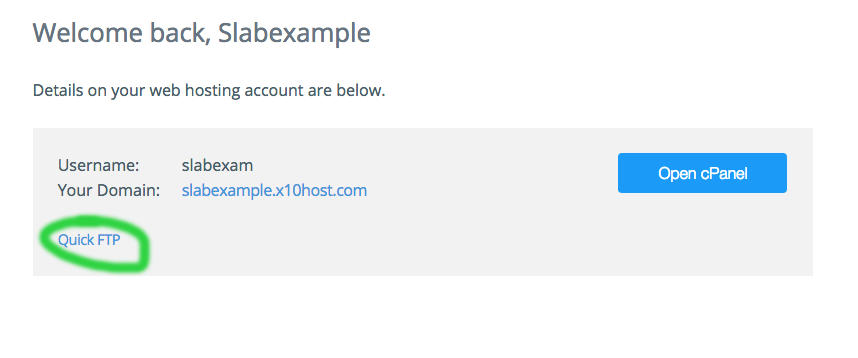 Welcome back, Slabexample
Details on your web hosting account are below.
Username: slabexam
Open cPanel
Your Domain: slabexample.x10host.com
Quick FTP